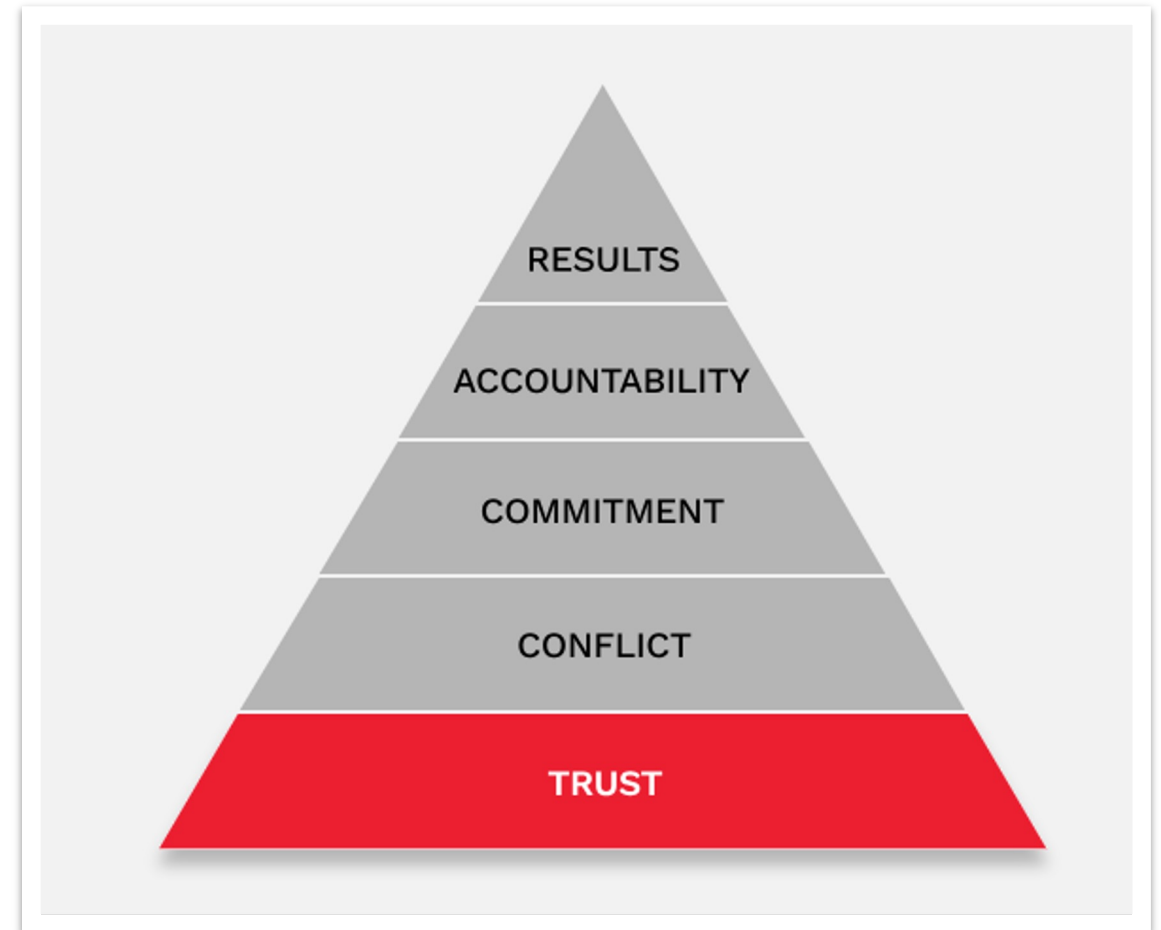 RESULTS
ACCOUNTABILITY
COMMITMENT
CONFLICT
TRUST